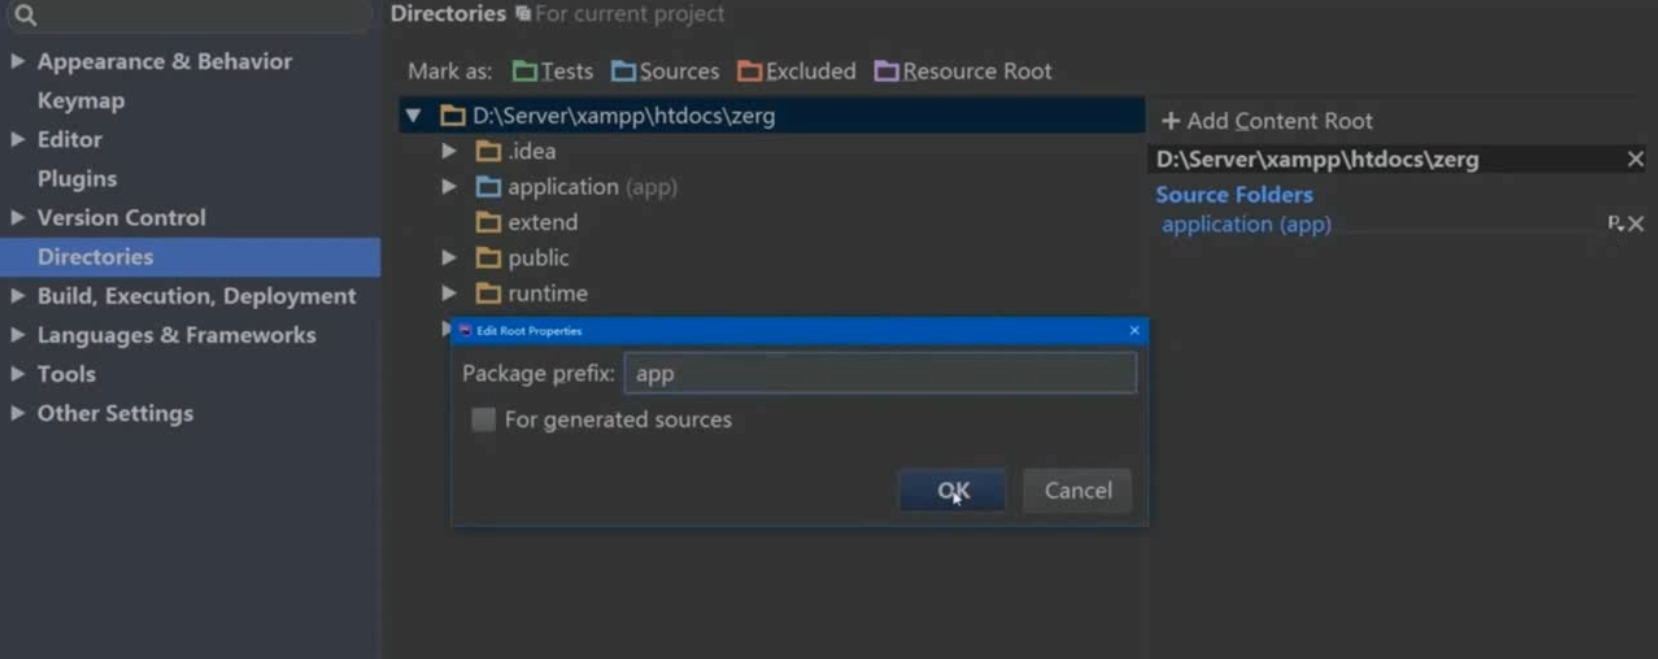 Directories For current project
Appearance & Behavior
Keymap
Editor
Plugins
Version Control
Directories
Build, Execution, Deployment
Languages & Frameworks
Tools
Other Settings
Mark as: Tests Sources Excluded Resource Root
D:\Server\xampp\htdocs\zerg
.idea
application (app)
extend
public
runtime
+ Add Content Root
D:\Server\xampp\htdocs\zerg
Source Folders
application (app)
Edit Root Properties
Package prefix: app
For generated sources
OK Cancel